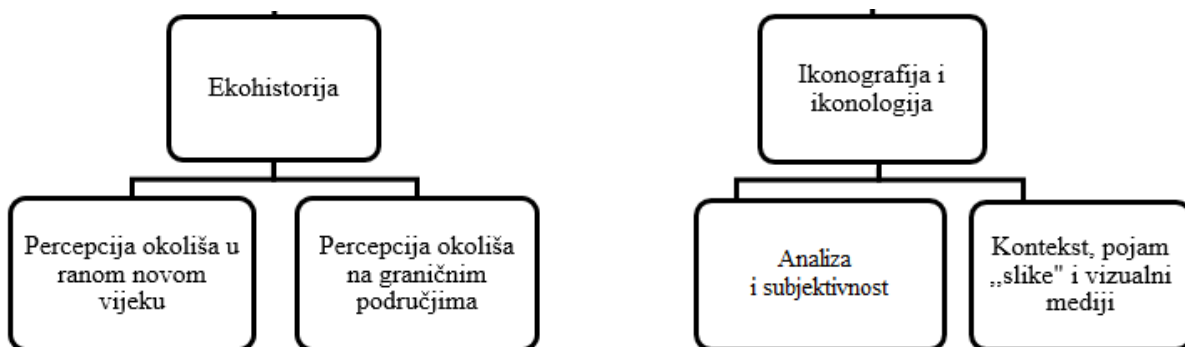 Ekohistorija
Ikonografija i
ikonologija
Percepcija okoliša u
ranom novom
vijeku
Percepcija okoliša
na graničnim
područjima
Analiza
i subjektivnost
Kontekst, pojam
,,slike" i vizualni
mediji